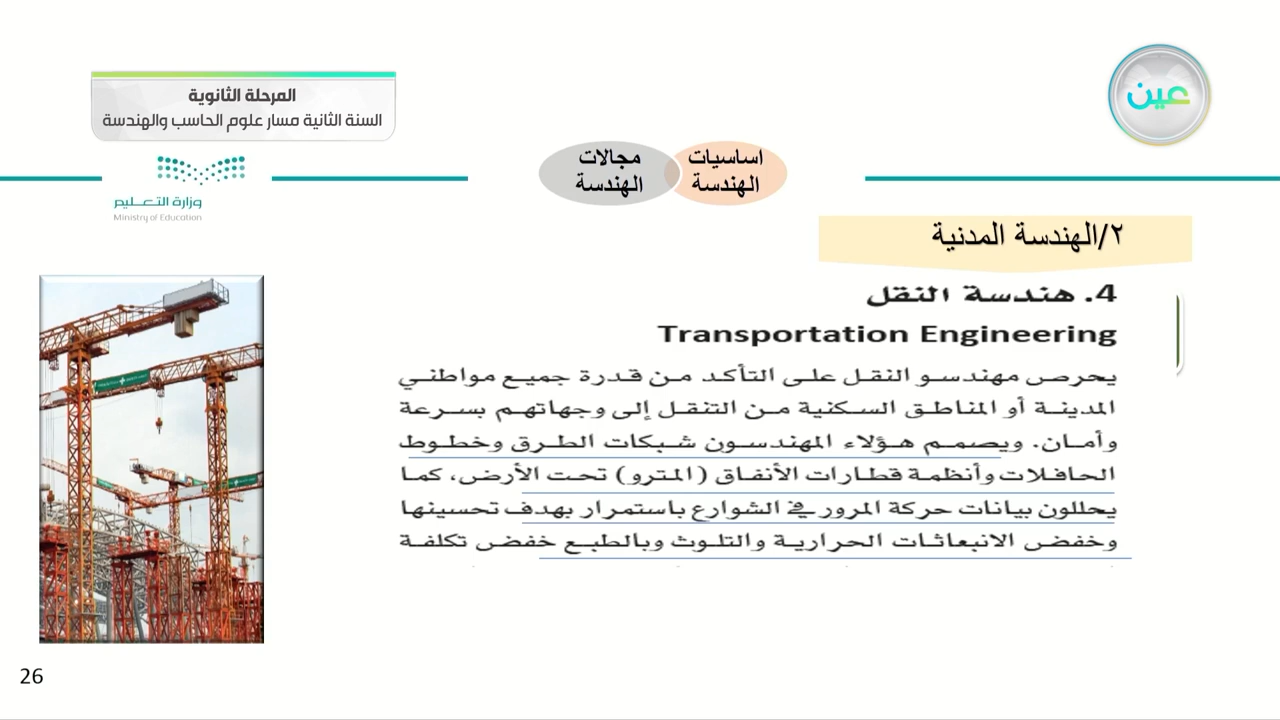 المرحلة الثانوية
السنة الثانية مسار علوم الحاسب والهندسة
عين
وزارة التعـــليم
Ministry of Education
اساسيات
الهندسة
مجالات
الهندسة
٢/الهندسة المدنية
4. هندسة النقل
Transportation Engineering
يحرص مهندسو النقل على التأكد من قدرة جميع مواطني
المدينة أو المناطق السكنية من التنقل إلى وجهاتهم بسرعة
وأمان. ويصمم هؤلاء المهندسون شبكات الطرق وخطوط
الحافلات وأنظمة قطارات الأنفاق (المترو) تحت الأرض، كما
يحللون بيانات حركة المرور في الشوارع باستمرار بهدف تحسينها
وخفض الانبعاثات الحرارية والتلوث وبالطبع خفض تكلفة
26